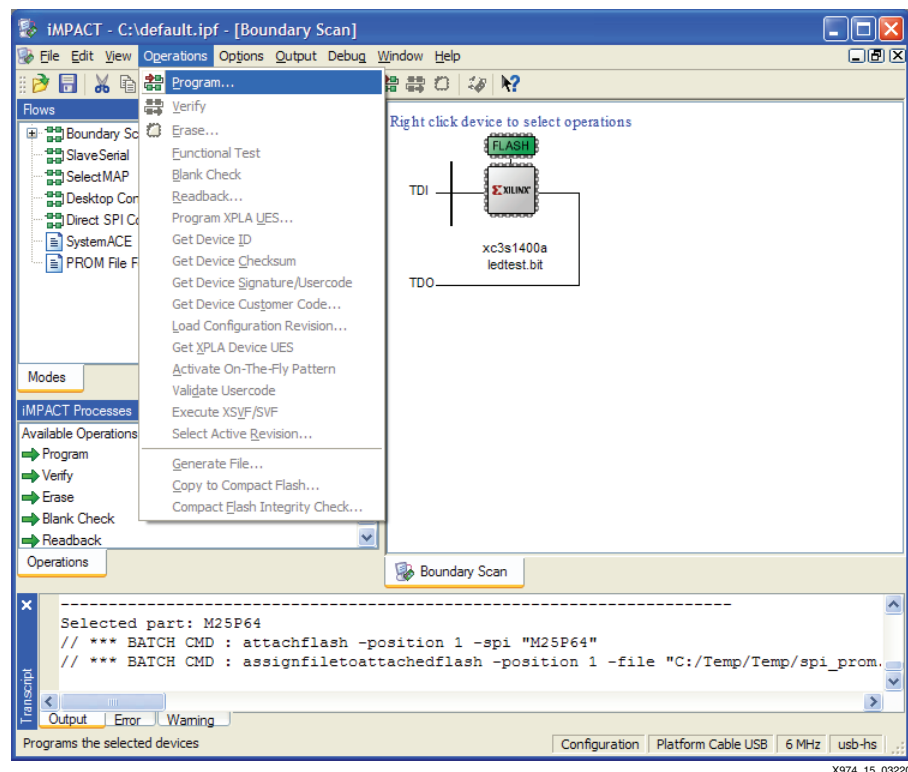 iMPACT - C:\default.ipf - [Boundary Scan]
File Edit View Operations Options Output Debug Window Help
Program...
Verify
Erase...
Functional Test
Blank Check
Readback...
Program XPLA UES...
Get Device ID
Get Device Checksum
Get Device Signature/Usercode
Get Device Customer Code...
Load Configuration Revision...
Get XPLA Device UES
Activate On-The-Fly Pattern
Validate Usercode
Execute XSVF/SVF
Select Active Revision...
Generate File...
Copy to Compact Flash...
Compact Flash Integrity Check...
Flows
Boundary Sc
SlaveSerial
SelectMAP
Desktop Con
Direct SPI Co
SystemACE
PROM File F
Modes
iMPACT Processes
Available Operations
Program
Verify
Erase
Blank Check
Readback
Operations
Right click device to select operations
FLASH
TDI
XILINX
xc3s1400a
ledtest.bit
TDO
Boundary Scan
----------------------------------------------------------------------
Selected part: M25P64
// *** BATCH CMD : attachflash -position 1 -spi "M25P64"
// *** BATCH CMD : assignfiletoattachedflash -position 1 -file "C:/Temp/Temp/spi_prom.
Transcript
Output Error Warning
Programs the selected devices
Configuration Platform Cable USB 6 MHz usb-hs
X974_15_03220